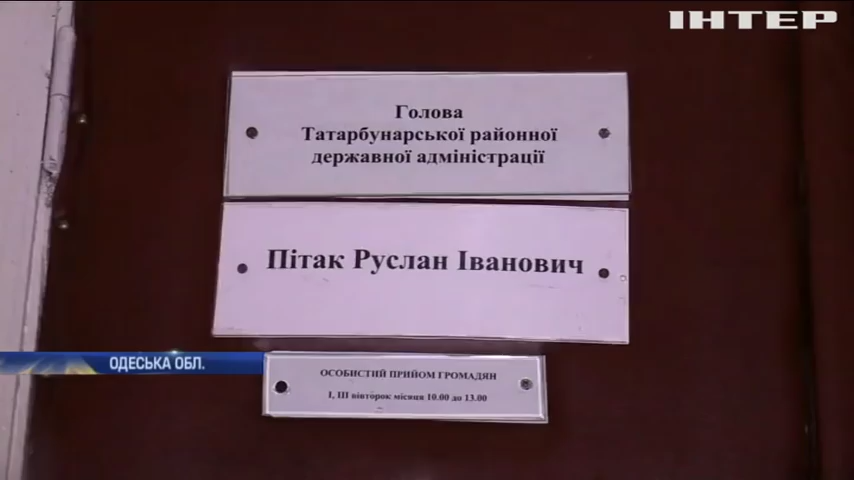 ІНТЕР
Голова
Татарбунарської районної
державної адміністрації
Пітак Руслан Іванович
ОДЕСЬКА ОБЛ.
ОСОБИСТИЙ ПРИЙОМ ГРОМАДЯН
І, ІІІ вівторок місяця 10.00 до 13.00